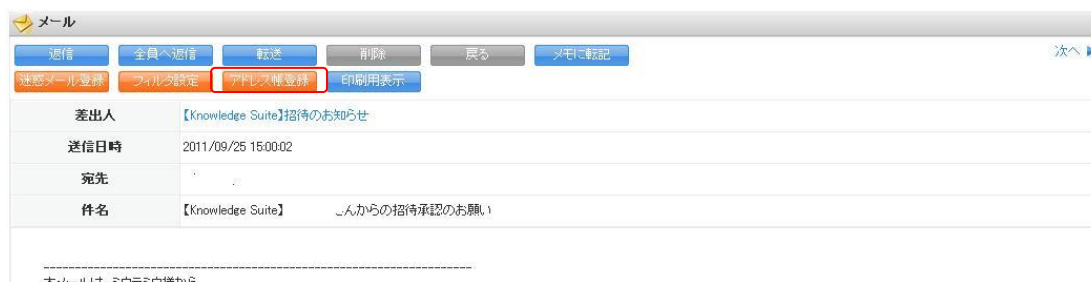 メール
返信 全員へ返信 転送 削除 戻る メモに転記 次へ
迷惑メール登録 フィルタ設定 アドレス帳登録 印刷用表示
差出人 【Knowledge Suite】招待のお知らせ
送信日時 2011/09/25 15:00:02
宛先
件名 【Knowledge Suite】 さんからの招待承認のお願い